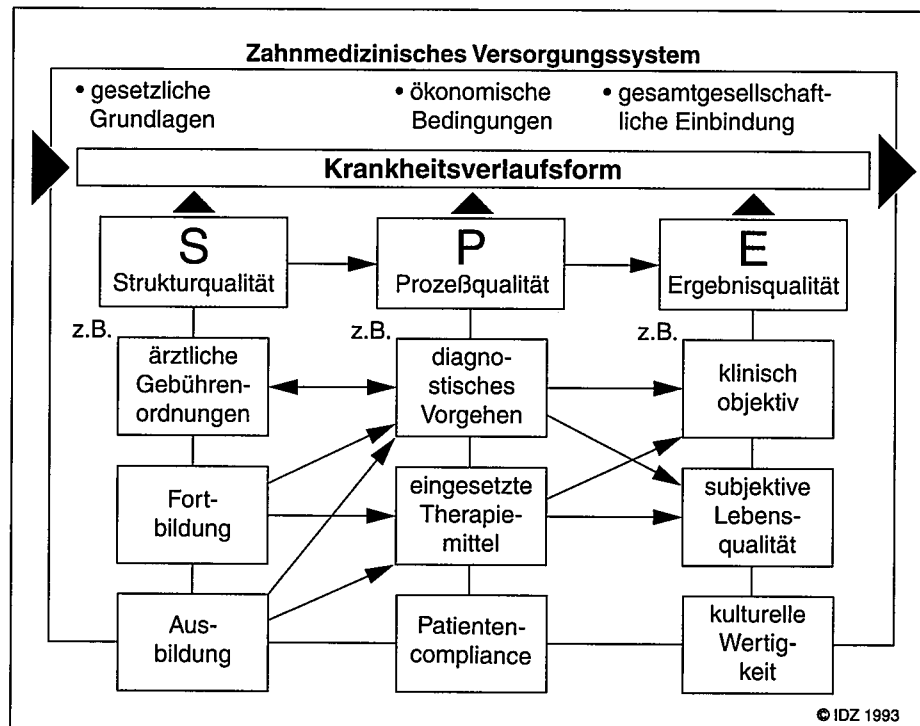 Zahnmedizinisches Versorgungssystem
• gesetzliche
Grundlagen
• ökonomische
Bedingungen
• gesamtgesellschaft-
liche Einbindung
Krankheitsverlaufsform
S
Strukturqualität
P
Prozeßqualität
E
Ergebnisqualität
z.B.
ärztliche
Gebühren-
ordnungen
z.B.
diagno-
stisches
Vorgehen
z.B.
klinisch
objektiv
Fort-
bildung
eingesetzte
Therapie-
mittel
subjektive
Lebens-
qualität
Aus-
bildung
Patienten-
compliance
kulturelle
Wertig-
keit
© IDZ 1993